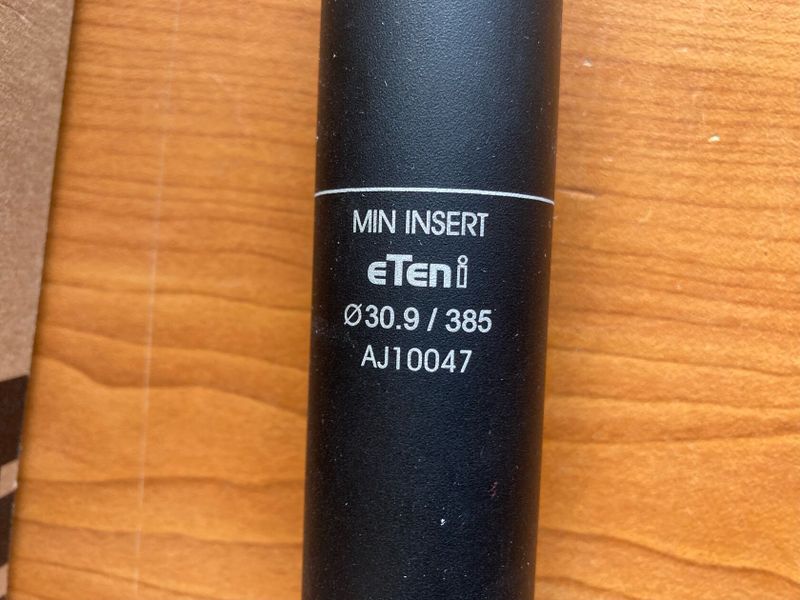 MIN INSERT
eTen i
Ø30.9 / 385
AJ10047